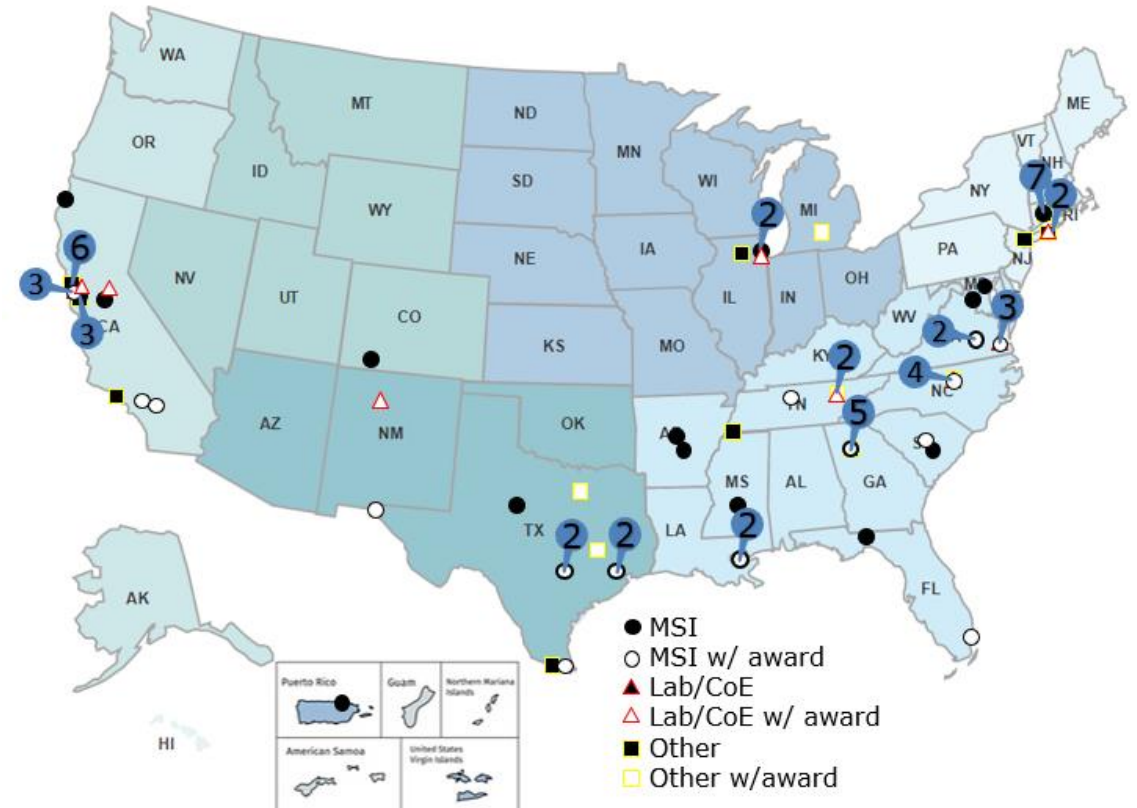 WA
MT
ND
ME
OR
MN
VT
NH
ID
SD
WI
MI
NY
7
2
RI
WY
2
6
NE
IA
PA
NJ
NV
OH
3
UT
IL
IN
M
3
CO
WV
3
CA
KS
MO
KY
2
2
4
NC
TN
AZ
NM
OK
A
5
S
MS
AL
GA
TX
2
2
LA
2
FL
AK
MSI
MSI w/ award
Lab/CoE
Lab/CoE w/ award
Other
Other w/award
HI
Puerto Rico
Guam
Northern Mariana
Islands
American Samoa
United States
Virgin Islands